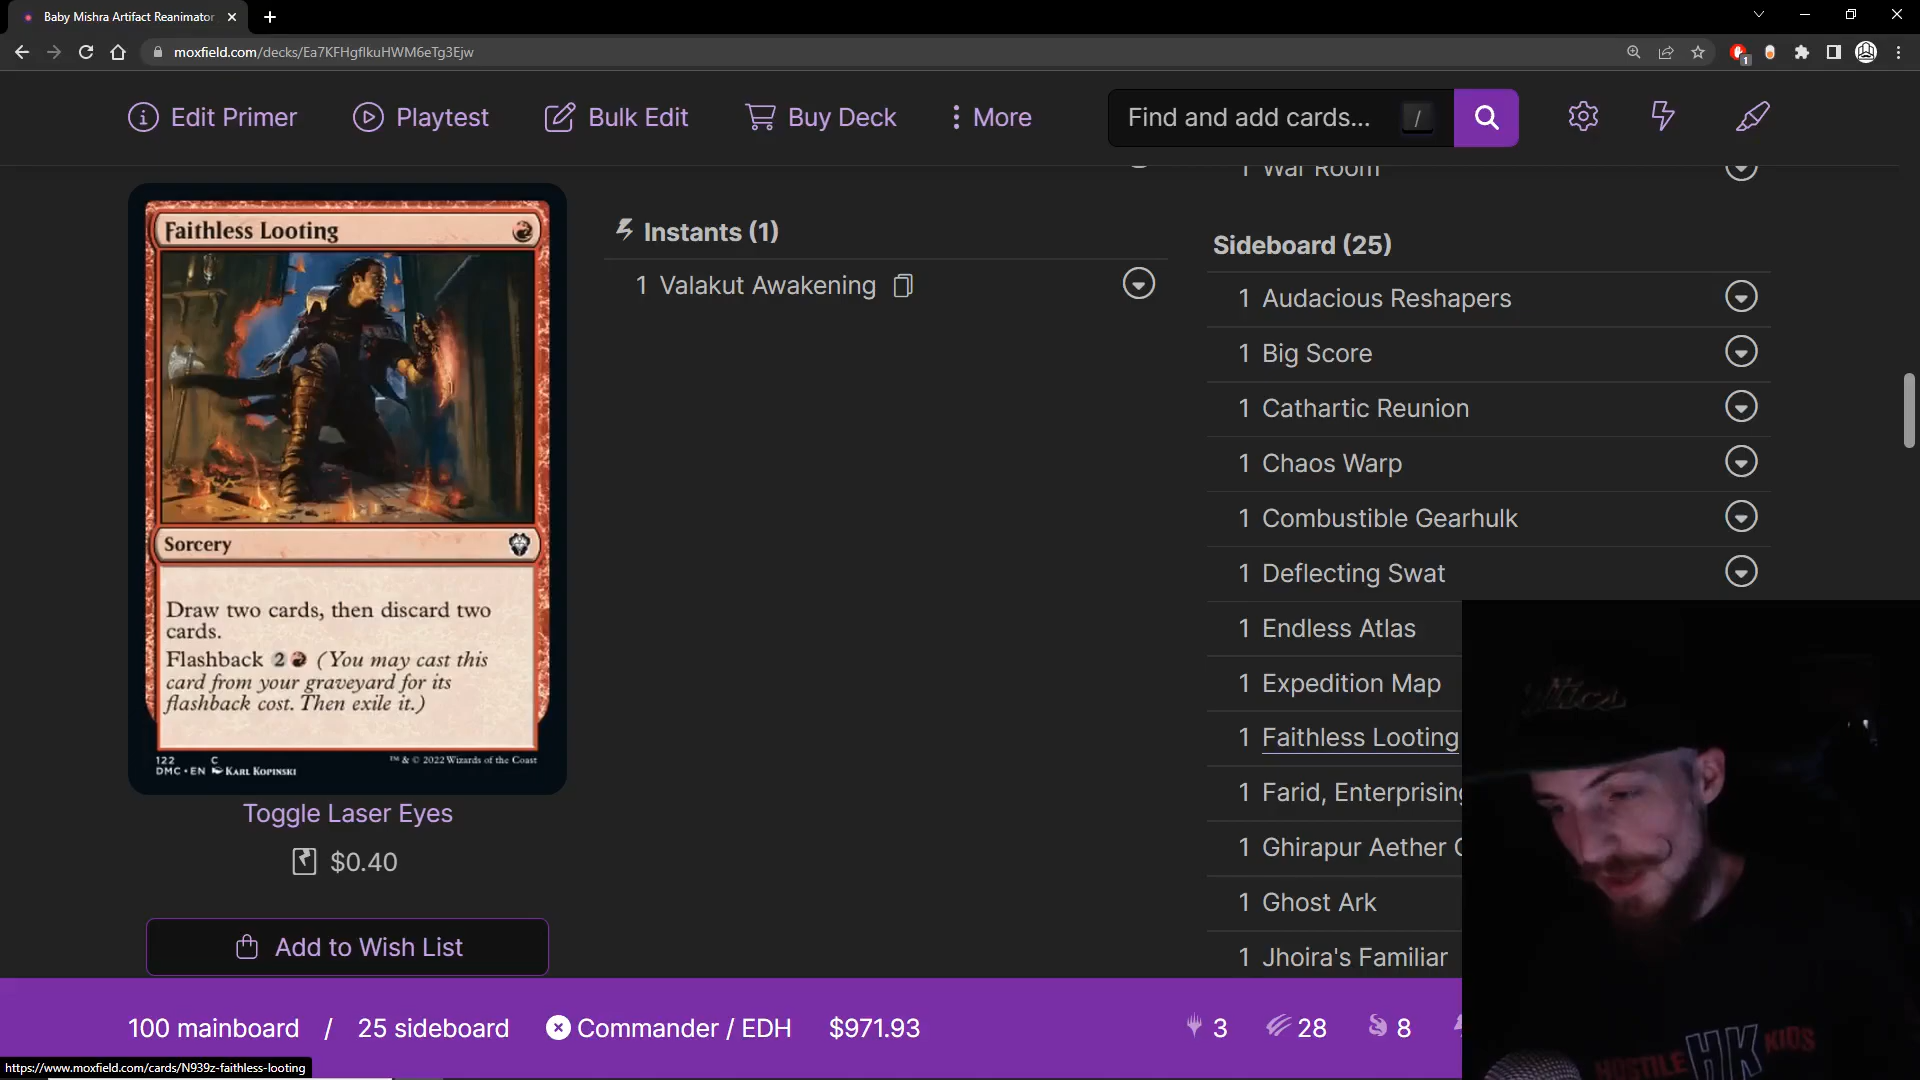 Baby Mishra Artifact Reanimator
moxfield.com/decks/Ea7KFHgflkuHWM6eTg3Ejw
1
Edit Primer
Playtest
Bulk Edit
Buy Deck
More
Find and add cards...
/
Faithless Looting
Sorcery
Draw two cards, then discard two
cards.
Flashback 2 (You may cast this
card from your graveyard for its
flashback cost. Then exile it.)
122 C
DMC • EN KARL KOPINSKI
™ & © 2022 Wizards of the Coast
Toggle Laser Eyes
$0.40
Add to Wish List
Instants (1)
1 Valakut Awakening
1 War Room
Sideboard (25)
1 Audacious Reshapers
1 Big Score
1 Cathartic Reunion
1 Chaos Warp
1 Combustible Gearhulk
1 Deflecting Swat
1 Endless Atlas
1 Expedition Map
1 Faithless Looting
1 Farid, Enterprising
1 Ghirapur Aether
1 Ghost Ark
1 Jhoira's Familiar
HOSTILE HK KIDS
100 mainboard / 25 sideboard
Commander / EDH
$971.93
3
28
8
https://www.moxfield.com/cards/N939z-faithless-looting